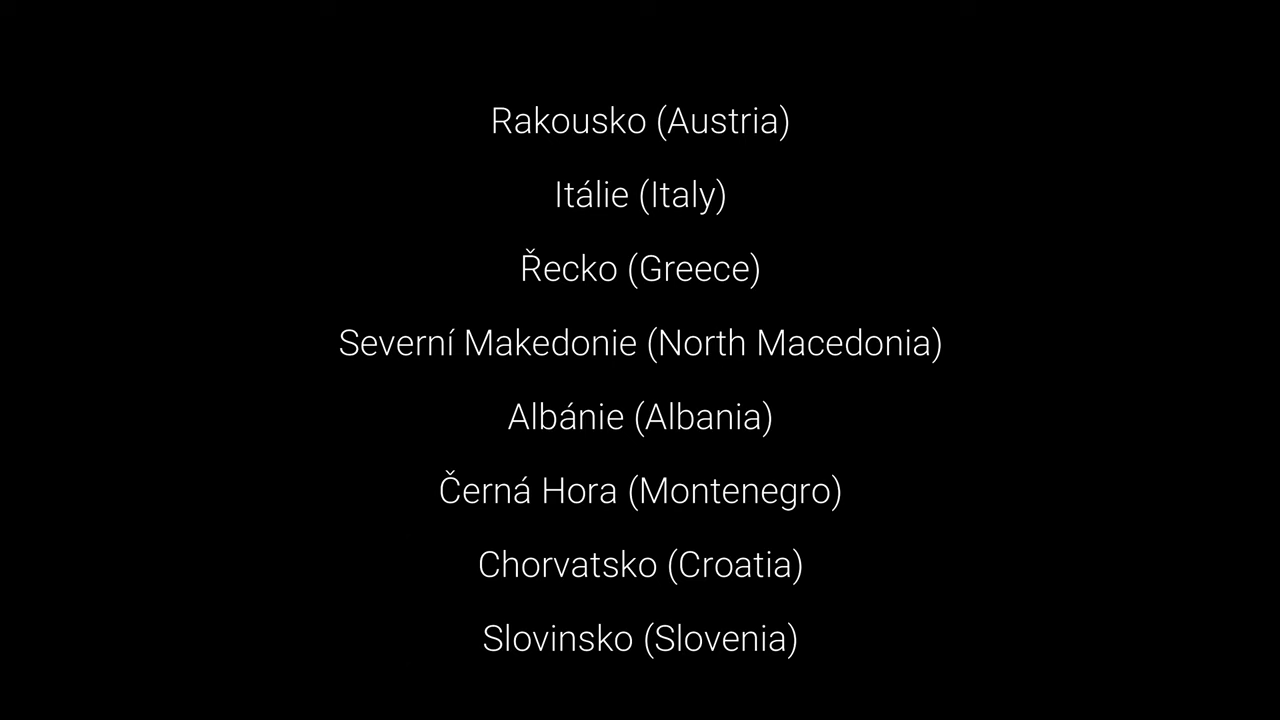 Rakousko (Austria)
Itálie (Italy)
Řecko (Greece)
Severní Makedonie (North Macedonia)
Albánie (Albania)
Černá Hora (Montenegro)
Chorvatsko (Croatia)
Slovinsko (Slovenia)